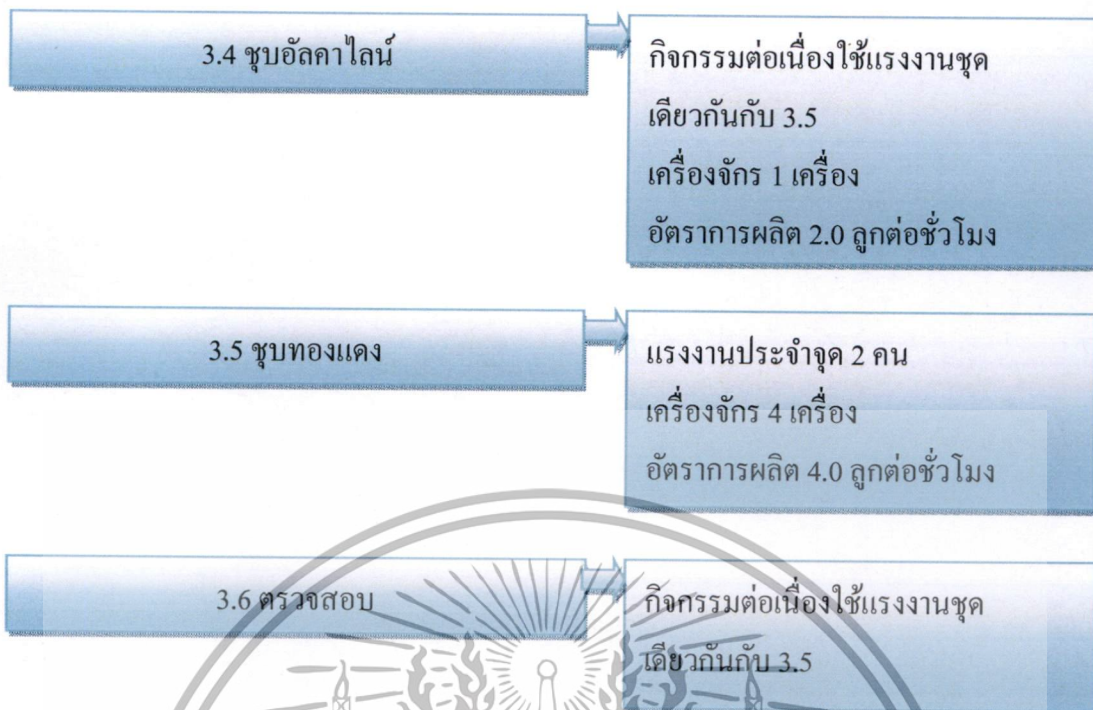 3.4 ชุบอัลคาไลน์
กิจกรรมต่อเนื่องใช้แรงงานชุด
เดียวกันกับ 3.5
เครื่องจักร 1 เครื่อง
อัตราการผลิต 2.0 ลูกต่อชั่วโมง
3.5 ชุบทองแดง
แรงงานประจำจุด 2 คน
เครื่องจักร 4 เครื่อง
อัตราการผลิต 4.0 ลูกต่อชั่วโมง
3.6 ตรวจสอบ
กิจกรรมต่อเนื่องใช้แรงงานชุด
เดียวกันกับ 3.5